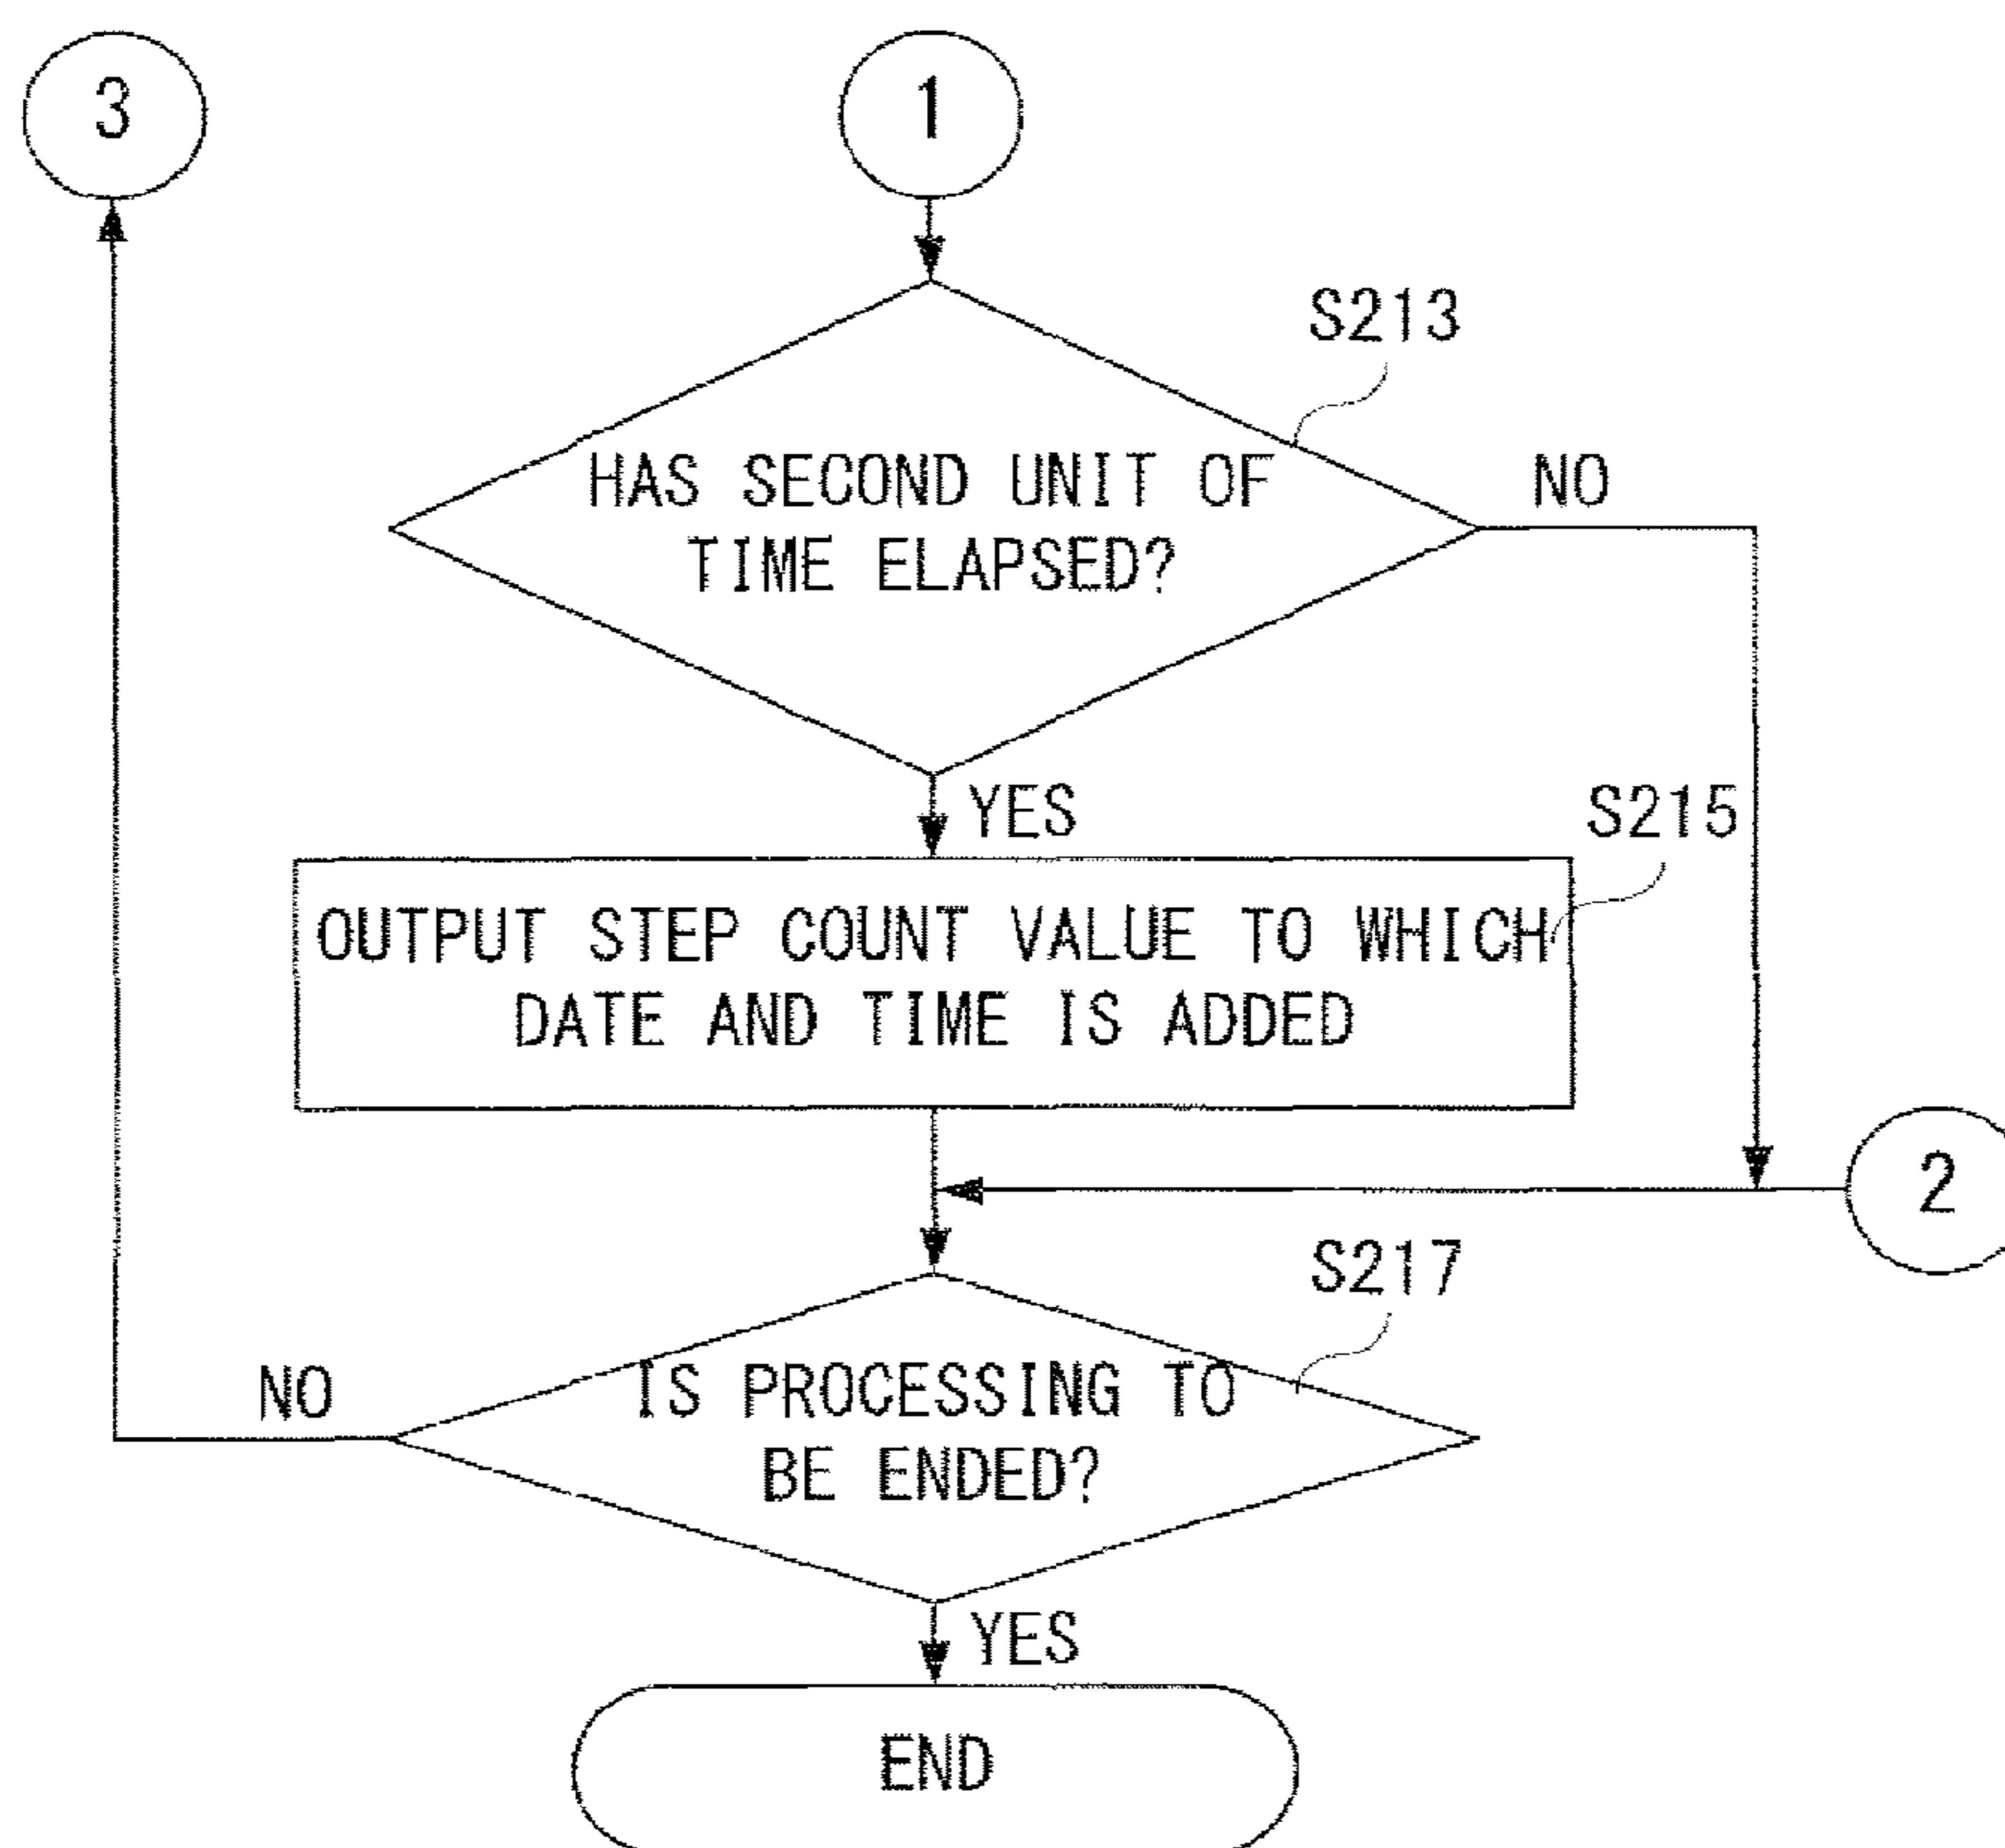 3
1
S213
HAS SECOND UNIT OF
TIME ELAPSED?
NO
YES
S215
OUTPUT STEP COUNT VALUE TO WHICH
DATE AND TIME IS ADDED
2
S217
IS PROCESSING TO
BE ENDED?
NO
YES
END